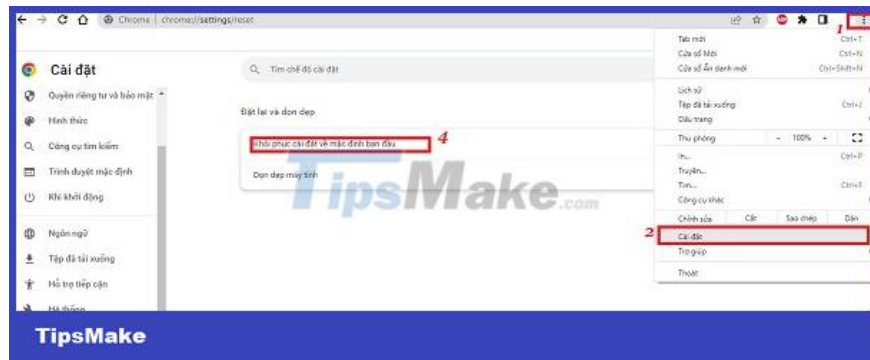 Chrome | chrome://settings/reset
1
Cài đặt
Tìm chế độ cài đặt
Quyền riêng tư và bảo mật
Hình thức
Công cụ tìm kiếm
Trình duyệt mặc định
Khi khởi động
Ngôn ngữ
Tệp đã tải xuống
Hỗ trợ tiếp cận
Hệ thống
Đặt lại và dọn dẹp
Khôi phục cài đặt về mặc định ban đầu
4
Dọn dẹp máy tính
TipsMake.com
Tab mới Ctrl+T
Cửa sổ Mới Ctrl+N
Cửa sổ Ẩn danh mới Ctrl+Shift+N
Lịch sử
Tệp đã tải xuống Ctrl+J
Dấu trang
Thu phóng - 100% +
In... Ctrl+P
Truyền...
Tìm... Ctrl+F
Công cụ khác
Chỉnh sửa Cắt Sao chép Dán
2
Cài đặt
Trợ giúp
Thoát
TipsMake